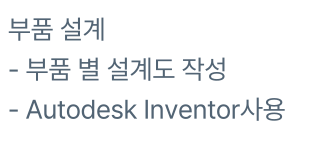 부품 설계
- 부품 별 설계도 작성
- Autodesk Inventor사용